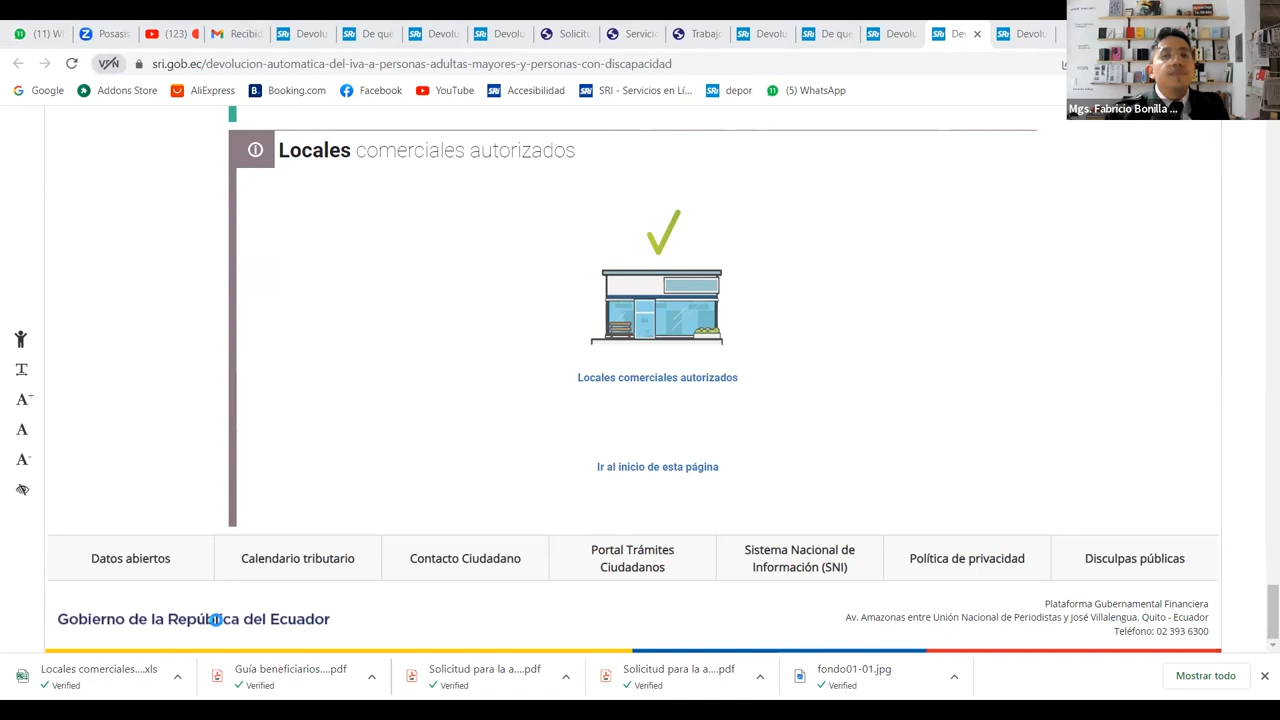 (11) W
Posasis
(123)
Recibid
Devolu
De que
Devolu
Devolu
Solicitu
Servic
Trabajo
Devolu
De que
Devolu
De
Devolu
sri.gob.ec/devolucion-automatica-del-iva-a-personas-adultas-mayores-y-personas-con-discapacidad
Google
Addons Store
AliExpress
Booking.com
Facebook
YouTube
Accesibilidad
SRI - Servicios en Lí...
depor
(5) WhatsApp
Mgs. Fabricio Bonilla ...
Locales comerciales autorizados
Locales comerciales autorizados
Ir al inicio de esta página
Datos abiertos
Calendario tributario
Contacto Ciudadano
Portal Trámites
Ciudadanos
Sistema Nacional de
Información (SNI)
Política de privacidad
Disculpas públicas
Gobierno de la República del Ecuador
Plataforma Gubernamental Financiera
Av. Amazonas entre Unión Nacional de Periodistas y José Villalengua. Quito - Ecuador
Teléfono: 02 393 6300
Locales comerciales....xls
Verified
Guía beneficiarios....pdf
Verified
Solicitud para la a....pdf
Verified
Solicitud para la a....pdf
Verified
fondo01-01.jpg
Verified
Mostrar todo